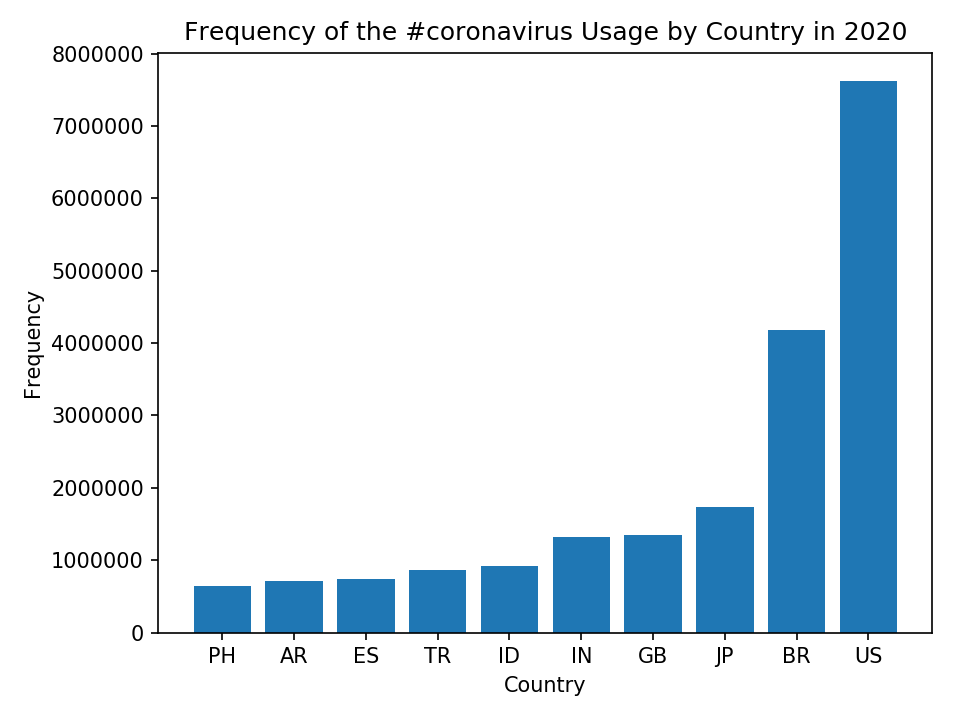 Frequency of the #coronavirus Usage by Country in 2020
8000000
7000000
6000000
5000000
4000000
3000000
2000000
1000000
0
Frequency
PH AR ES TR ID IN GB JP BR US
Country